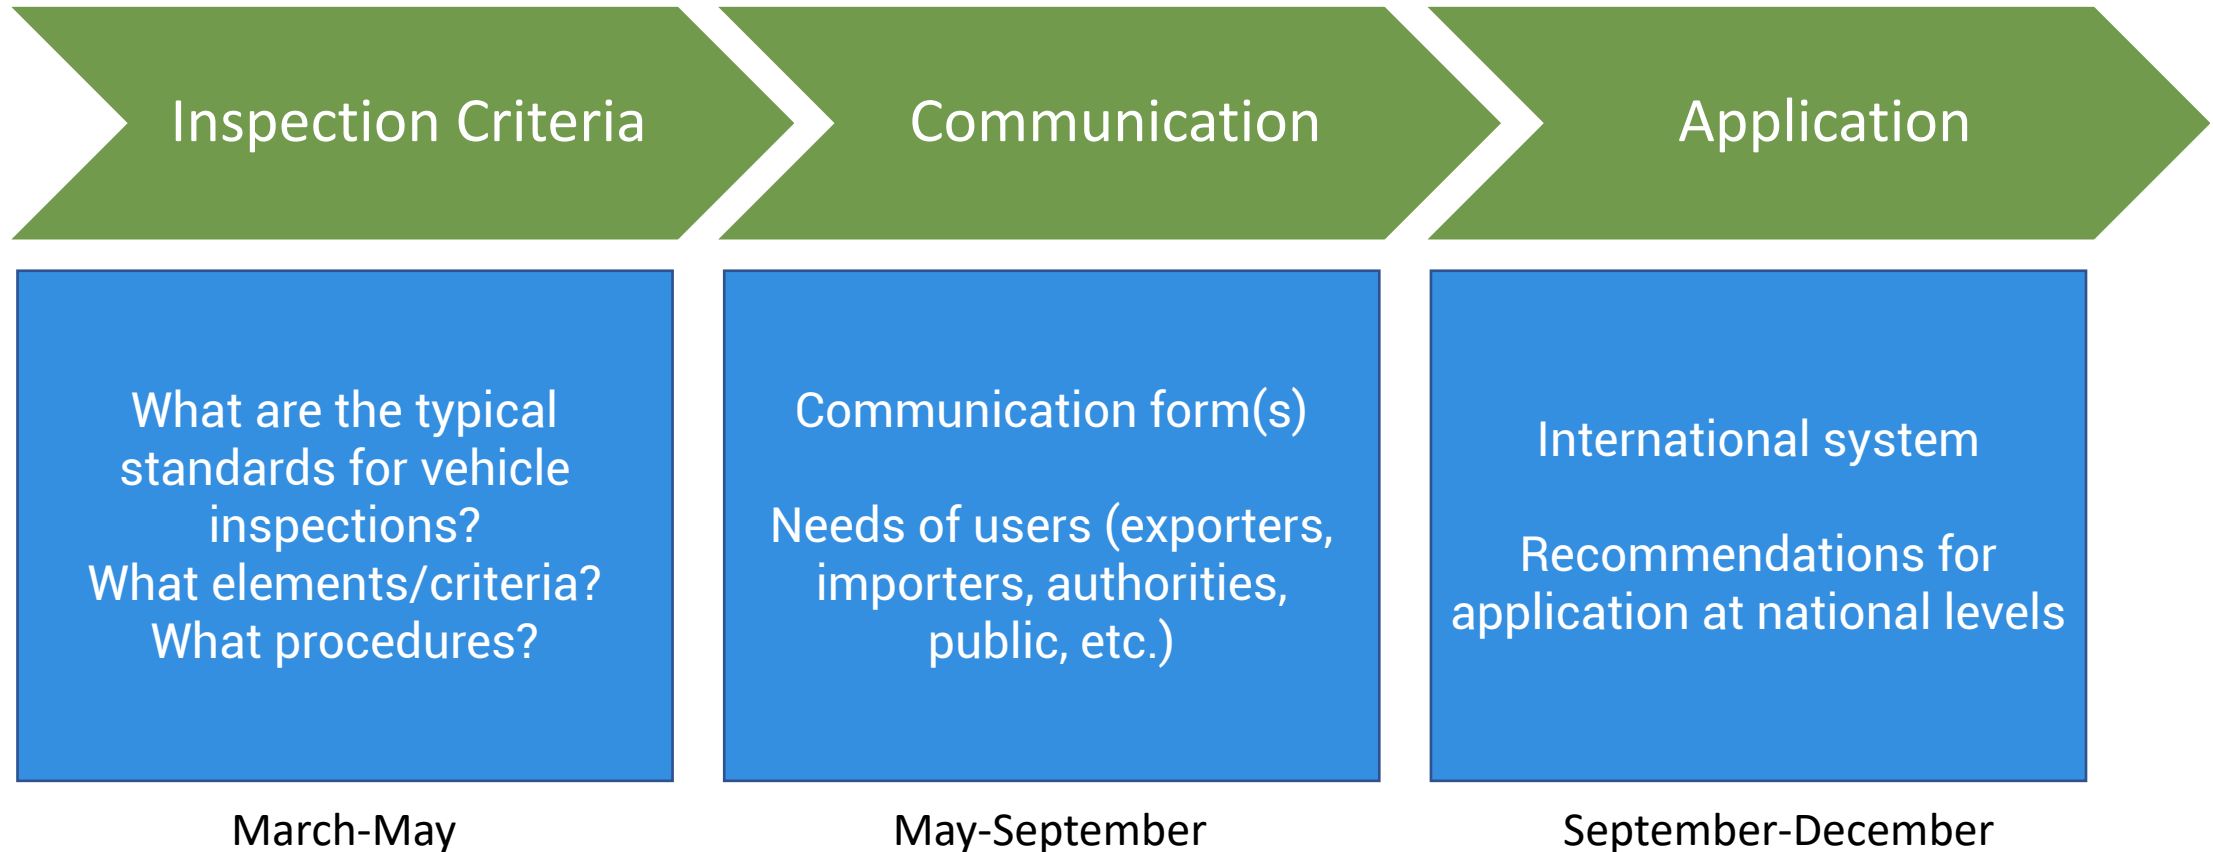 Inspection Criteria
Communication
Application
What are the typical
standards for vehicle
inspections?
What elements/criteria?
What procedures?
Communication form(s)
Needs of users (exporters,
importers, authorities,
public, etc.)
International system
Recommendations for
application at national levels
March-May
May-September
September-December